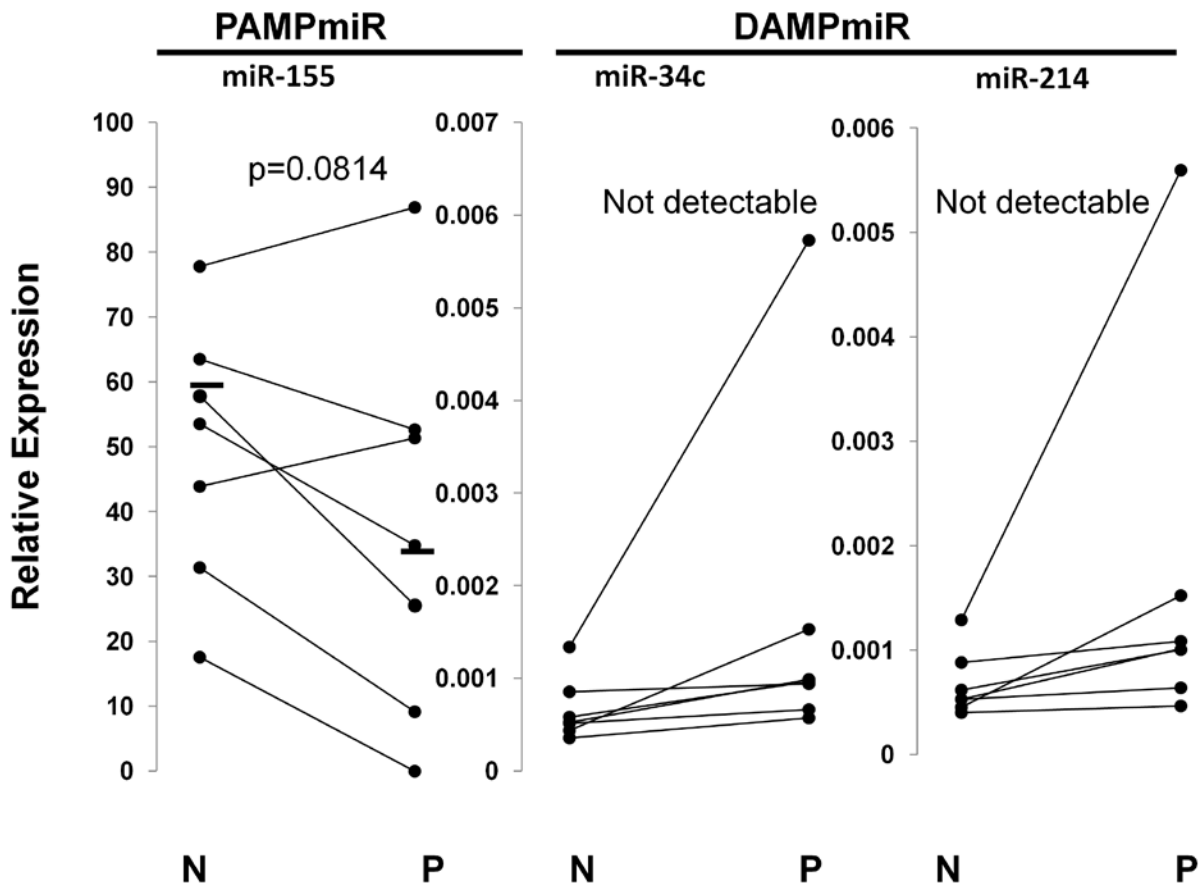 PAMPmiR
DAMPmiR
miR-155
miR-34c
miR-214
Relative Expression
100
90
80
70
60
50
40
30
20
10
0
p=0.0814
0.007
0.006
0.005
0.004
0.003
0.002
0.001
0
Not detectable
0.006
0.005
0.004
0.003
0.002
0.001
0
Not detectable
N
P
N
P
N
P